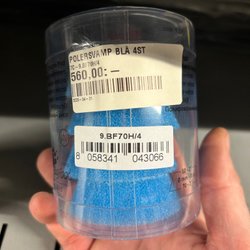 POLERSVAMP BLÅ 4ST
560,00:-
9.BF70H/4
8 058341 043066